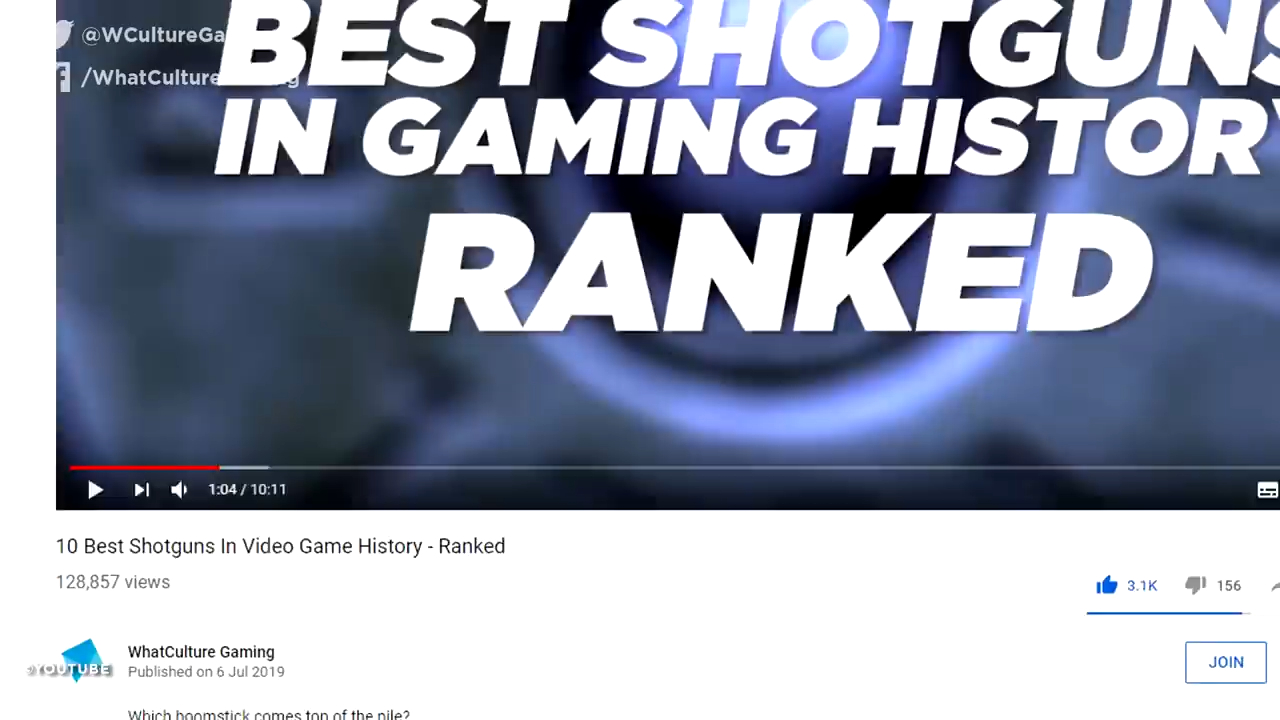 @WCultureGa
/WhatCulture
BEST SHOTGUNS
IN GAMING HISTORY
RANKED
1:04 / 10:11
10 Best Shotguns In Video Game History - Ranked
128,857 views
3.1K
156
WhatCulture Gaming
Published on 6 Jul 2019
JOIN
©YOUTUBE
Which boomstick comes top of the pile?